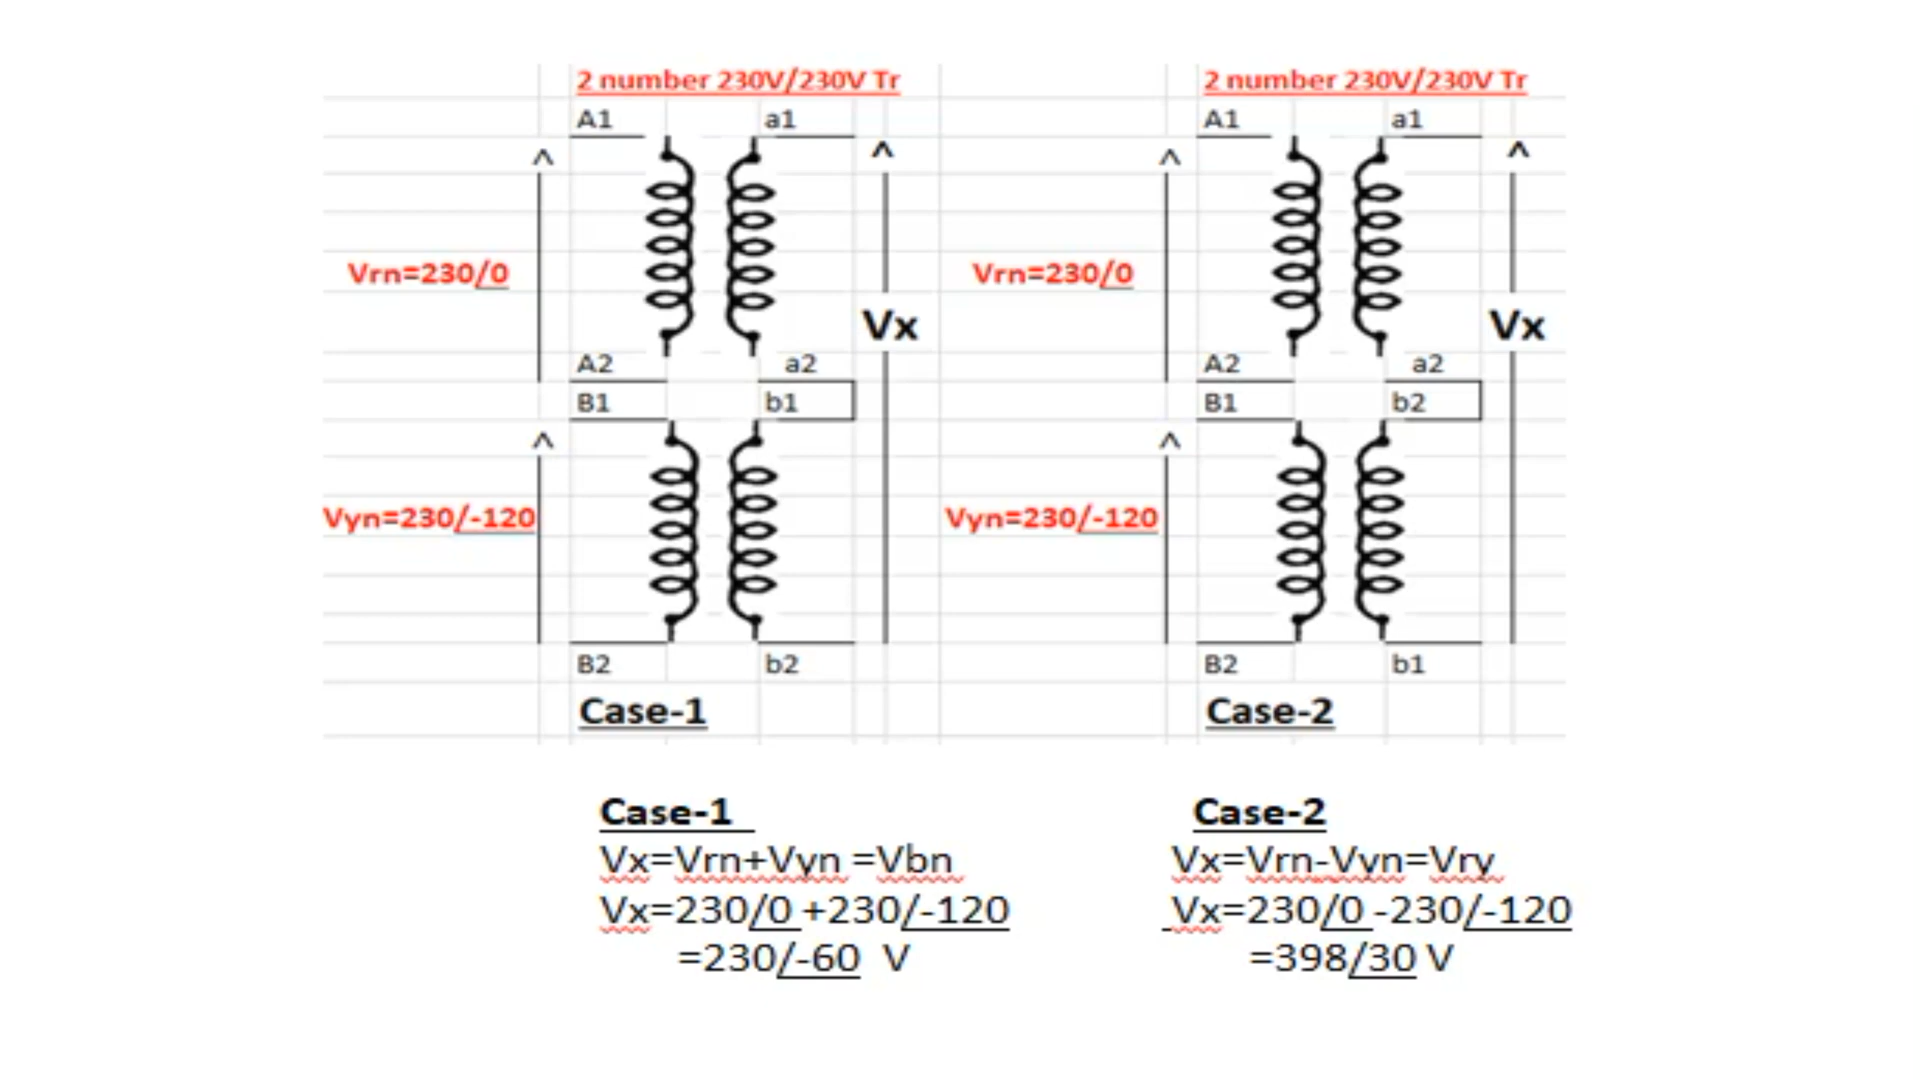 2 number 230V/230V Tr
A1 a1
^ ^
Vrn=230/0
Vx
A2 a2
B1 b1
^
Vyn=230/-120
B2 b2
Case-1
2 number 230V/230V Tr
A1 a1
^ ^
Vrn=230/0
Vx
A2 a2
B1 b2
^
Vyn=230/-120
B2 b1
Case-2
Case-1
Vx=Vrn+Vyn =Vbn
Vx=230/0 +230/-120
=230/-60 V
Case-2
Vx=Vrn-Vyn=Vry
Vx=230/0 -230/-120
=398/30 V